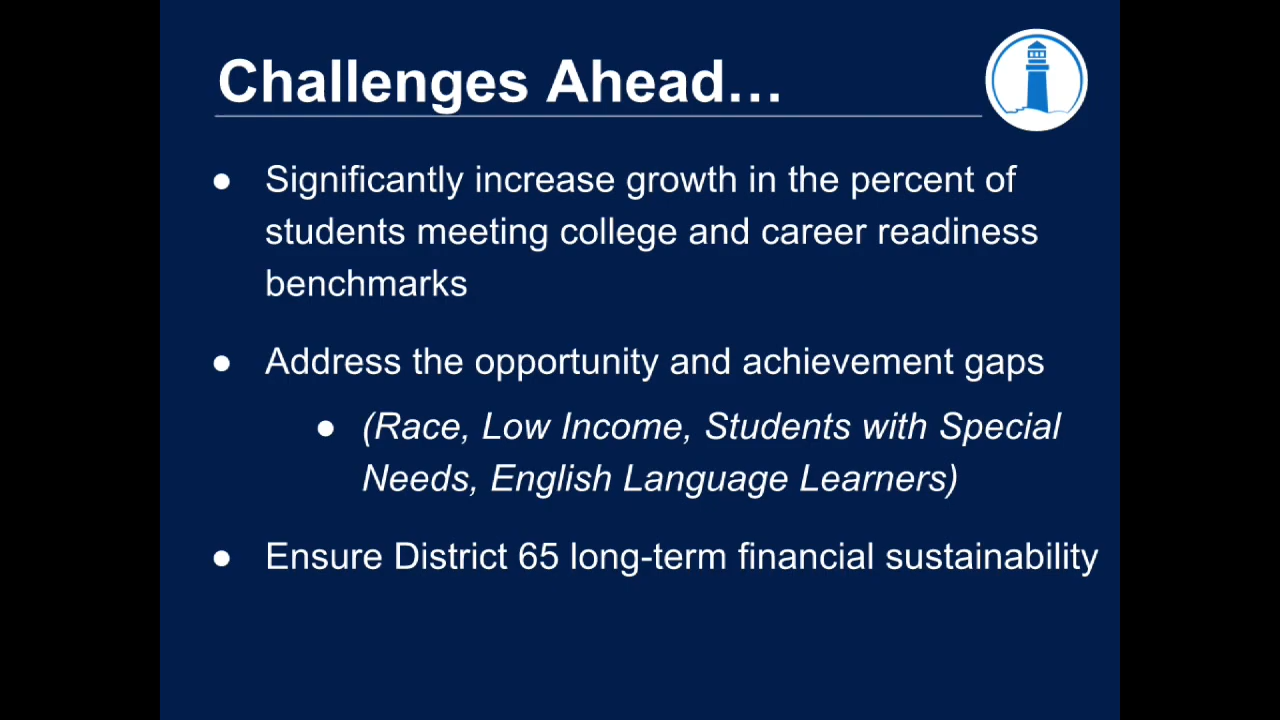 Challenges Ahead…
● Significantly increase growth in the percent of
students meeting college and career readiness
benchmarks
● Address the opportunity and achievement gaps
● (Race, Low Income, Students with Special
Needs, English Language Learners)
● Ensure District 65 long-term financial sustainability